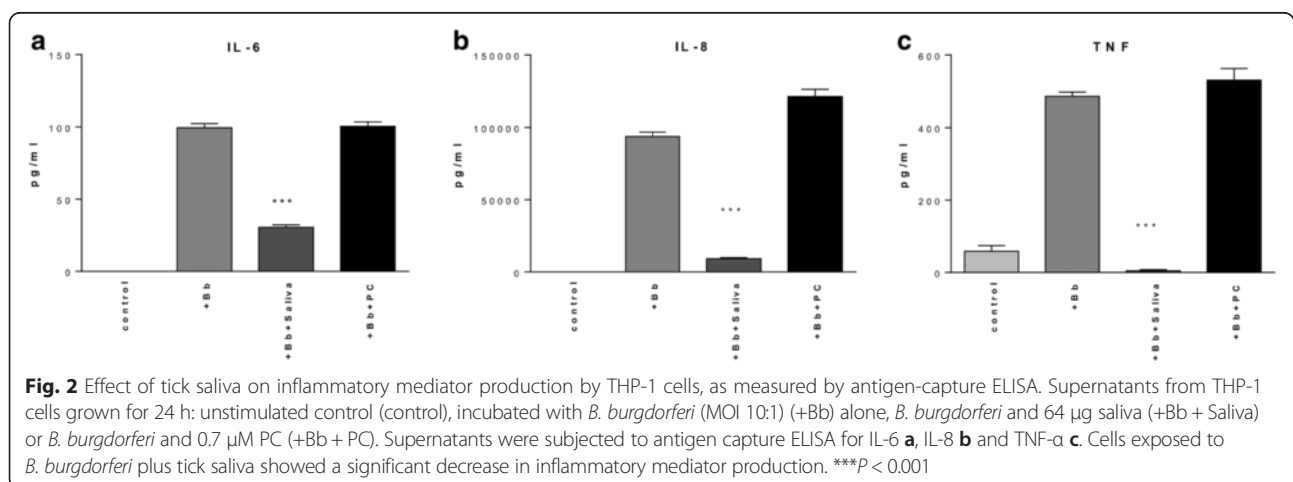 a
IL-6
150
100
50
0
pg/ml
***
control
+Bb
+Bb+Saliva
+Bb+PC
b
IL-8
150000
100000
50000
0
pg/ml
***
control
+Bb
+Bb+Saliva
+Bb+PC
c
TNF
600
400
200
0
pg/ml
***
control
+Bb
+Bb+Saliva
+Bb+PC
Fig. 2 Effect of tick saliva on inflammatory mediator production by THP-1 cells, as measured by antigen-capture ELISA. Supernatants from THP-1
cells grown for 24 h: unstimulated control (control), incubated with B. burgdorferi (MOI 10:1) (+Bb) alone, B. burgdorferi and 64 μg saliva (+Bb + Saliva)
or B. burgdorferi and 0.7 μM PC (+Bb + PC). Supernatants were subjected to antigen capture ELISA for IL-6 a, IL-8 b and TNF-α c. Cells exposed to
B. burgdorferi plus tick saliva showed a significant decrease in inflammatory mediator production. ***P < 0.001